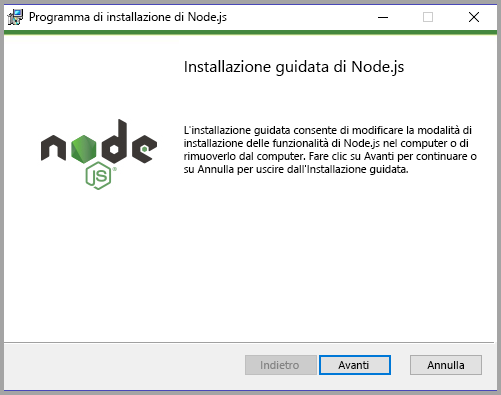 Programma di installazione di Node.js
Installazione guidata di Node.js
node
JS
L'installazione guidata consente di modificare la modalità di
installazione delle funzionalità di Node.js nel computer o di
rimuoverlo dal computer. Fare clic su Avanti per continuare o
su Annulla per uscire dall'Installazione guidata.
Indietro
Avanti
Annulla